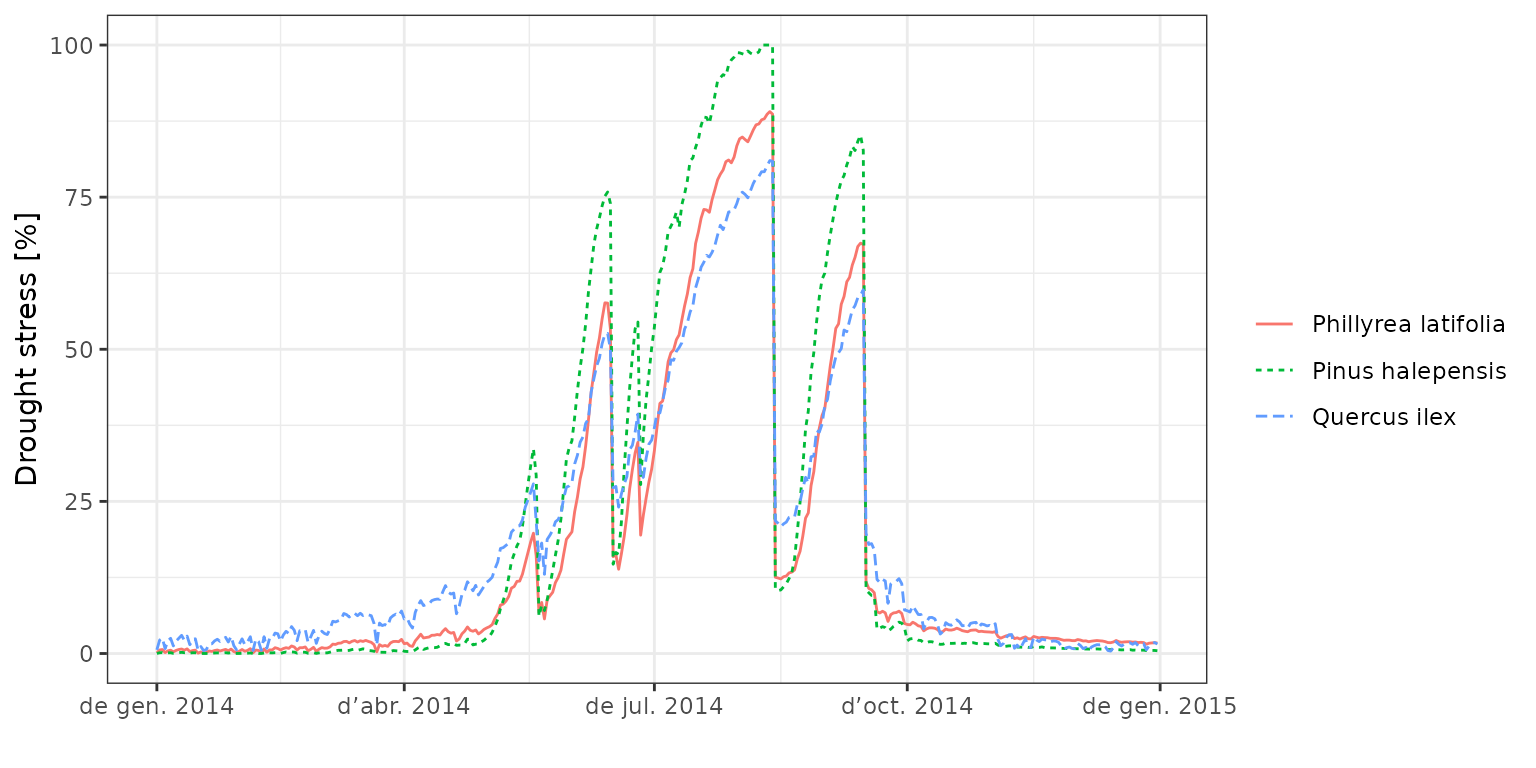 Drought stress [%]
100
75
50
25
0
de gen. 2014
d’abr. 2014
de jul. 2014
d’oct. 2014
de gen. 2015
Phillyrea latifolia
Pinus halepensis
Quercus ilex